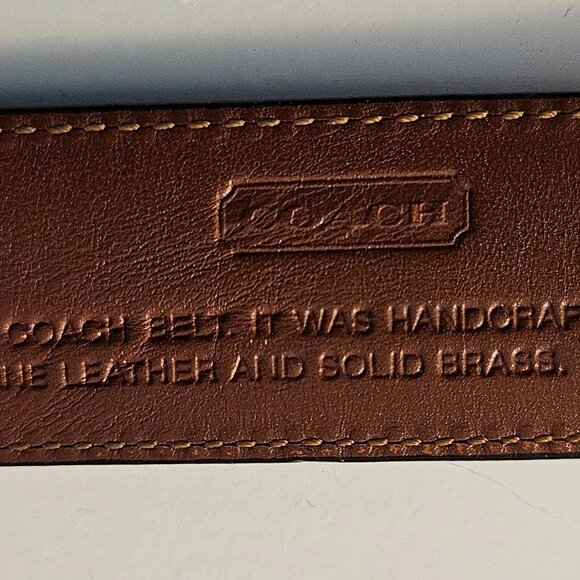 COACH
COACH BELT. IT WAS HANDCRAF
HE LEATHER AND SOLID BRASS.